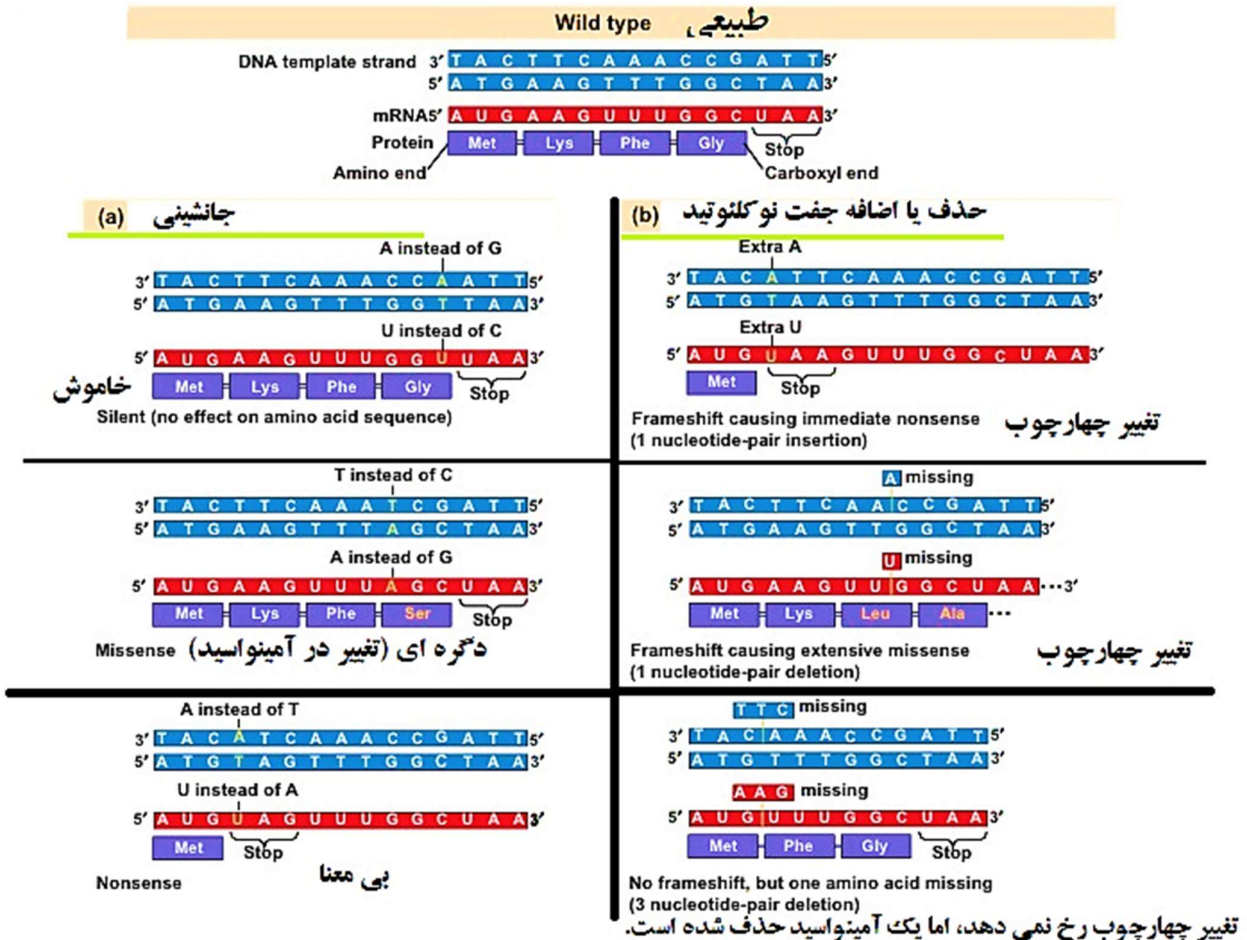 Wild type طبیعی
DNA template strand 3′ T A C T T C A A A C C G A T T 5′
5′ A T G A A G T T T G G C T A A 3′
mRNA 5′ A U G A A G U U U G G C U A A 3′
Protein Met Lys Phe Gly Stop
Amino end Carboxyl end
(a) جانشینی
A instead of G
3′ T A C T T C A A A C C A A T T 5′
5′ A T G A A G T T T G G T T A A 3′
U instead of C
5′ A U G A A G U U U G G U U A A 3′
خاموش Met Lys Phe Gly Stop
Silent (no effect on amino acid sequence)
T instead of C
3′ T A C T T C A A A T C G A T T 5′
5′ A T G A A G T T T A G C T A A 3′
A instead of G
5′ A U G A A G U U U A G C U A A 3′
Met Lys Phe Ser Stop
Missense دگره ای (تغییر در آمینواسید)
A instead of T
3′ T A C A T C A A A C C G A T T 5′
5′ A T G T A G T T T G G C T A A 3′
U instead of A
5′ A U G U A G U U U G G C U A A 3′
Met Stop
Nonsense بی معنا
(b) حذف یا اضافه جفت نوکلئوتید
Extra A
3′ T A C A T T C A A A C C G A T T 5′
5′ A T G T A A G T T T G G C T A A 3′
Extra U
5′ A U G U A A G U U U G G C U A A 3′
Met Stop
Frameshift causing immediate nonsense تغییر چهارچوب
(1 nucleotide-pair insertion)
A missing
3′ T A C T T C A A C C G A T T 5′
5′ A T G A A G T T G G C T A A 3′
U missing
5′ A U G A A G U U G G C U A A ···3′
Met Lys Leu Ala ···
Frameshift causing extensive missense تغییر چهارچوب
(1 nucleotide-pair deletion)
T T C missing
3′ T A C A A A C C G A T T 5′
5′ A T G T T T G G C T A A 3′
A A G missing
5′ A U G U U U G G C U A A 3′
Met Phe Gly Stop
No frameshift, but one amino acid missing
(3 nucleotide-pair deletion)
تغییر چهارچوب رخ نمی دهد، اما یک آمینواسید حذف شده است.